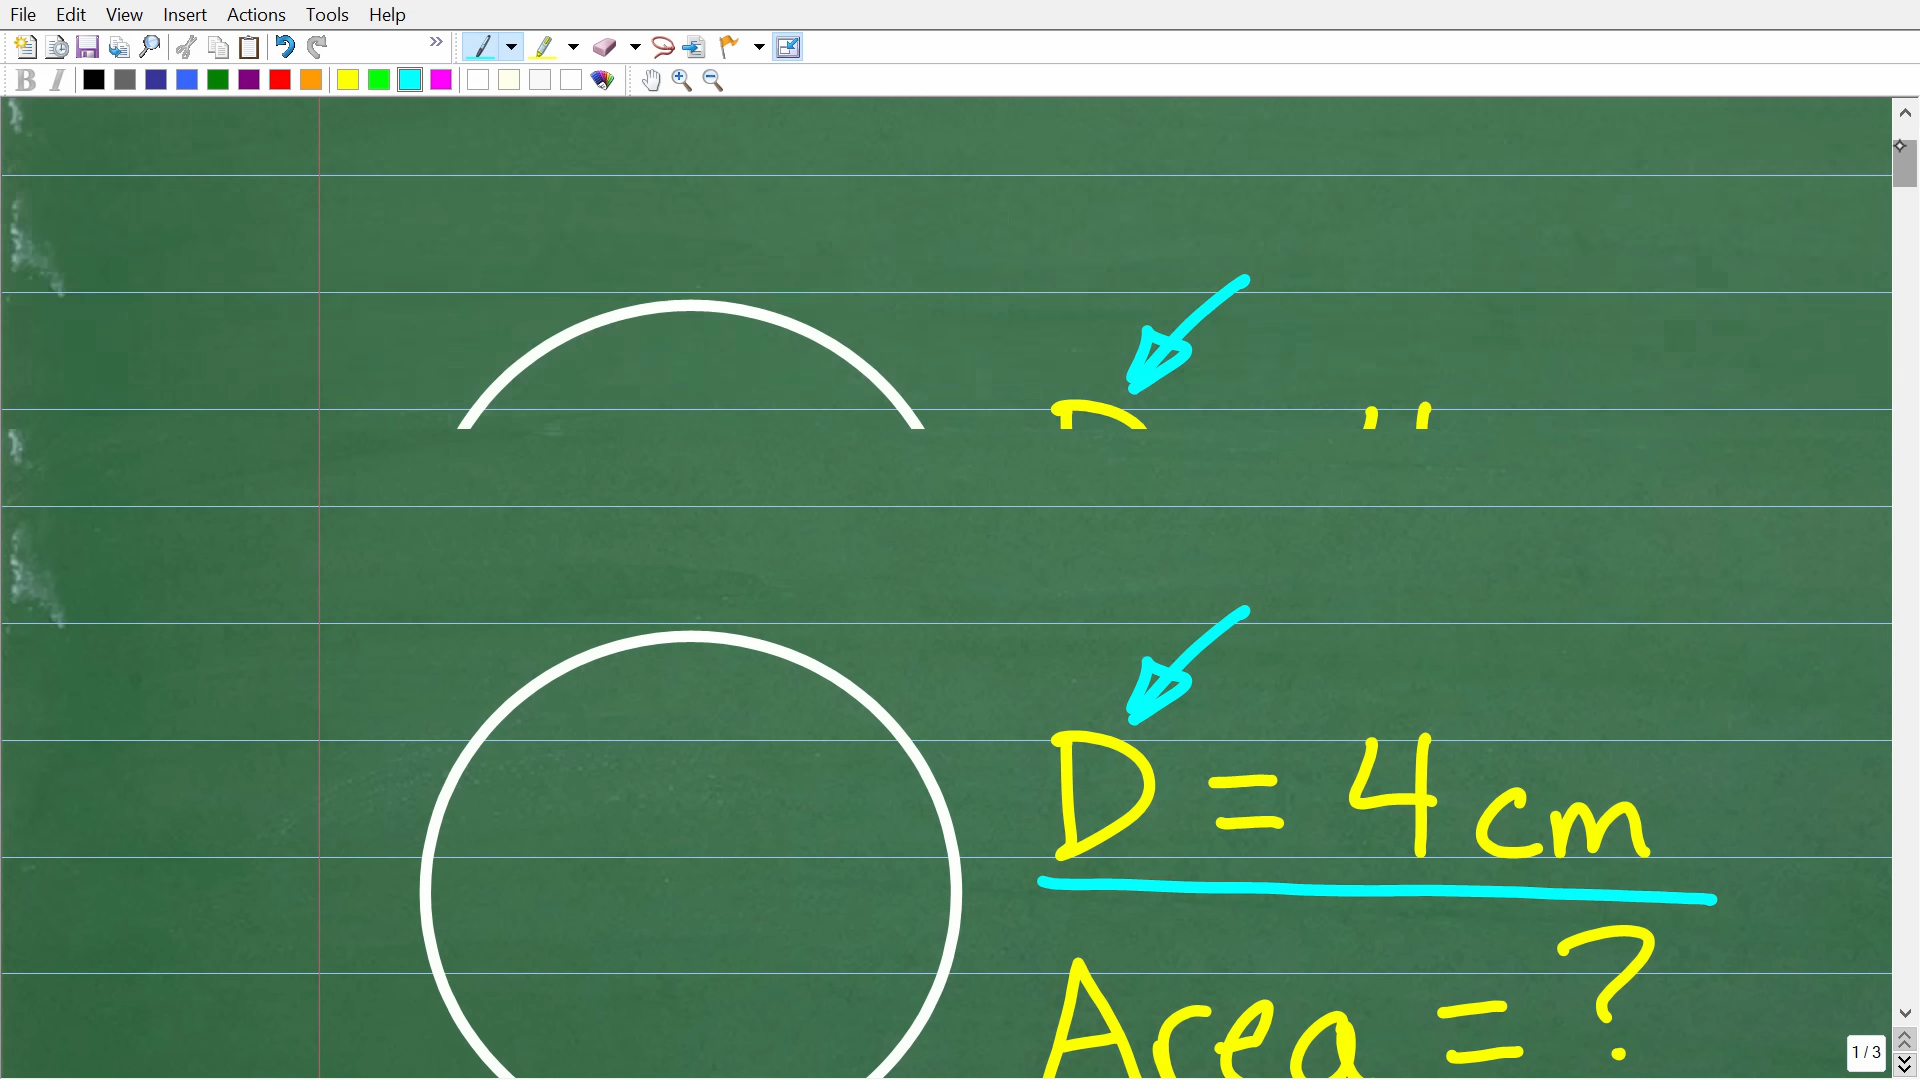 File Edit View Insert Actions Tools Help
B I
D = 4 cm
Area = ?
1 / 3